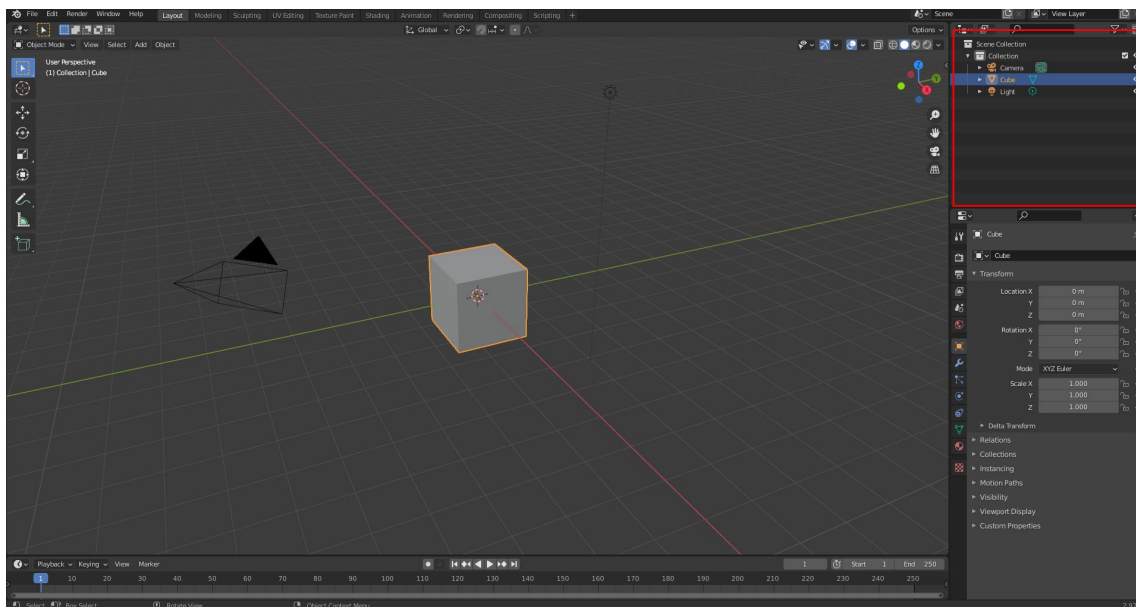 File Edit Render Window Help Layout Modeling Sculpting UV Editing Texture Paint Shading Animation Rendering Compositing Scripting + Scene View Layer
Global Options
Object Mode View Select Add Object
User Perspective
(1) Collection | Cube
Z
Y
X
Scene Collection
Collection
Camera
Cube
Light
Cube
Cube
Transform
Location X 0 m
Y 0 m
Z 0 m
Rotation X 0°
Y 0°
Z 0°
Mode XYZ Euler
Scale X 1.000
Y 1.000
Z 1.000
Delta Transform
Relations
Collections
Instancing
Motion Paths
Visibility
Viewport Display
Custom Properties
Playback Keying View Marker 1 Start 1 End 250
1 10 20 30 40 50 60 70 80 90 100 110 120 130 140 150 160 170 180 190 200 210 220 230 240 250
Select Box Select Rotate View Object Context Menu